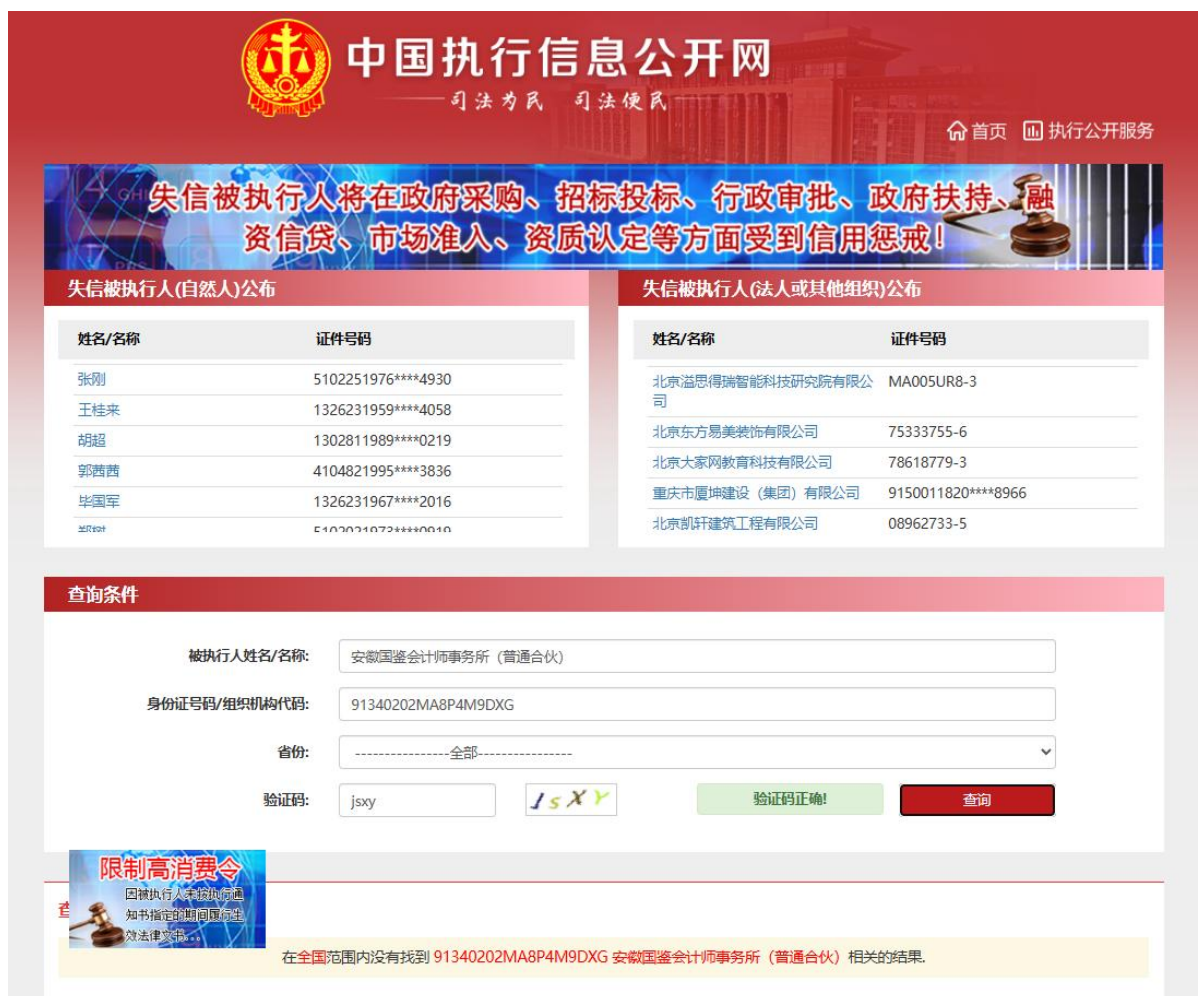 中国执行信息公开网
司法为民 司法便民
首页 执行公开服务
失信被执行人将在政府采购、招标投标、行政审批、政府扶持、融
资信贷、市场准入、资质认定等方面受到信用惩戒！
失信被执行人(自然人)公布
姓名/名称 证件号码
张刚 5102251976****4930
王桂来 1326231959****4058
胡超 1302811989****0219
郭茜茜 4104821995****3836
毕国军 1326231967****2016
失信被执行人(法人或其他组织)公布
姓名/名称 证件号码
北京溢思得瑞智能科技研究院有限公 MA005UR8-3
司
北京东方易美装饰有限公司 75333755-6
北京大家网教育科技有限公司 78618779-3
重庆市厦坤建设（集团）有限公司 9150011820****8966
北京凯轩建筑工程有限公司 08962733-5
查询条件
被执行人姓名/名称: 安徽国鉴会计师事务所（普通合伙）
身份证号码/组织机构代码: 91340202MA8P4M9DXG
省份: ----------------全部----------------
验证码: jsxy JsXY 验证码正确! 查询
限制高消费令
因被执行人未按执行通
知书指定的期间履行生
效法律文书...
查
在全国范围内没有找到 91340202MA8P4M9DXG 安徽国鉴会计师事务所（普通合伙）相关的结果.